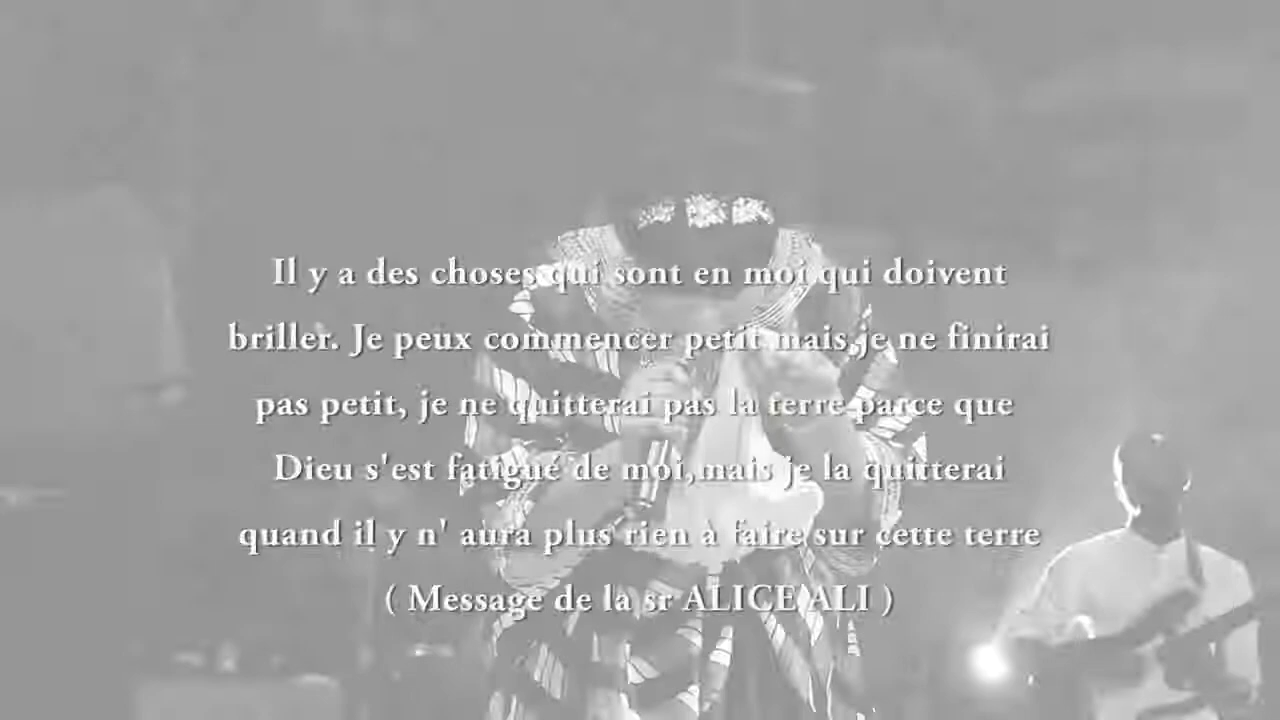 Il y a des choses qui sont en moi qui doivent
briller. Je peux commencer petit mais je ne finirai
pas petit, je ne quitterai pas la terre parce que
Dieu s'est fatigué de moi,mais je la quitterai
quand il y n' aura plus rien à faire sur cette terre
( Message de la sr ALICE ALI )